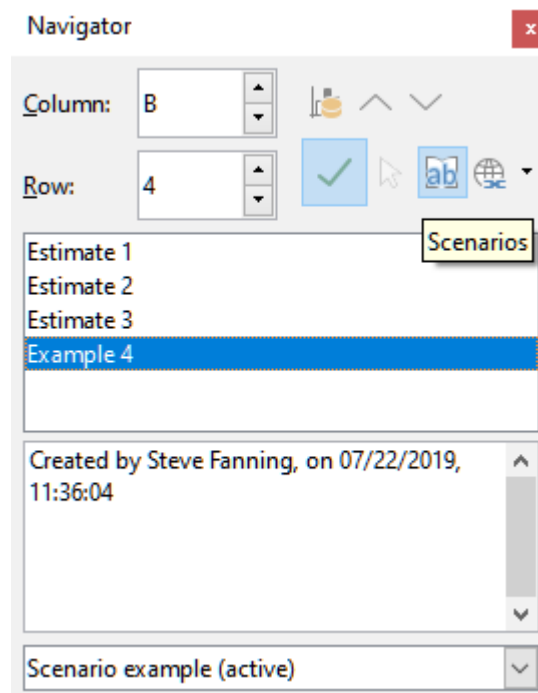 Navigator
x
Column: B
Row: 4
ab
Scenarios
Estimate 1
Estimate 2
Estimate 3
Example 4
Created by Steve Fanning, on 07/22/2019,
11:36:04
Scenario example (active)